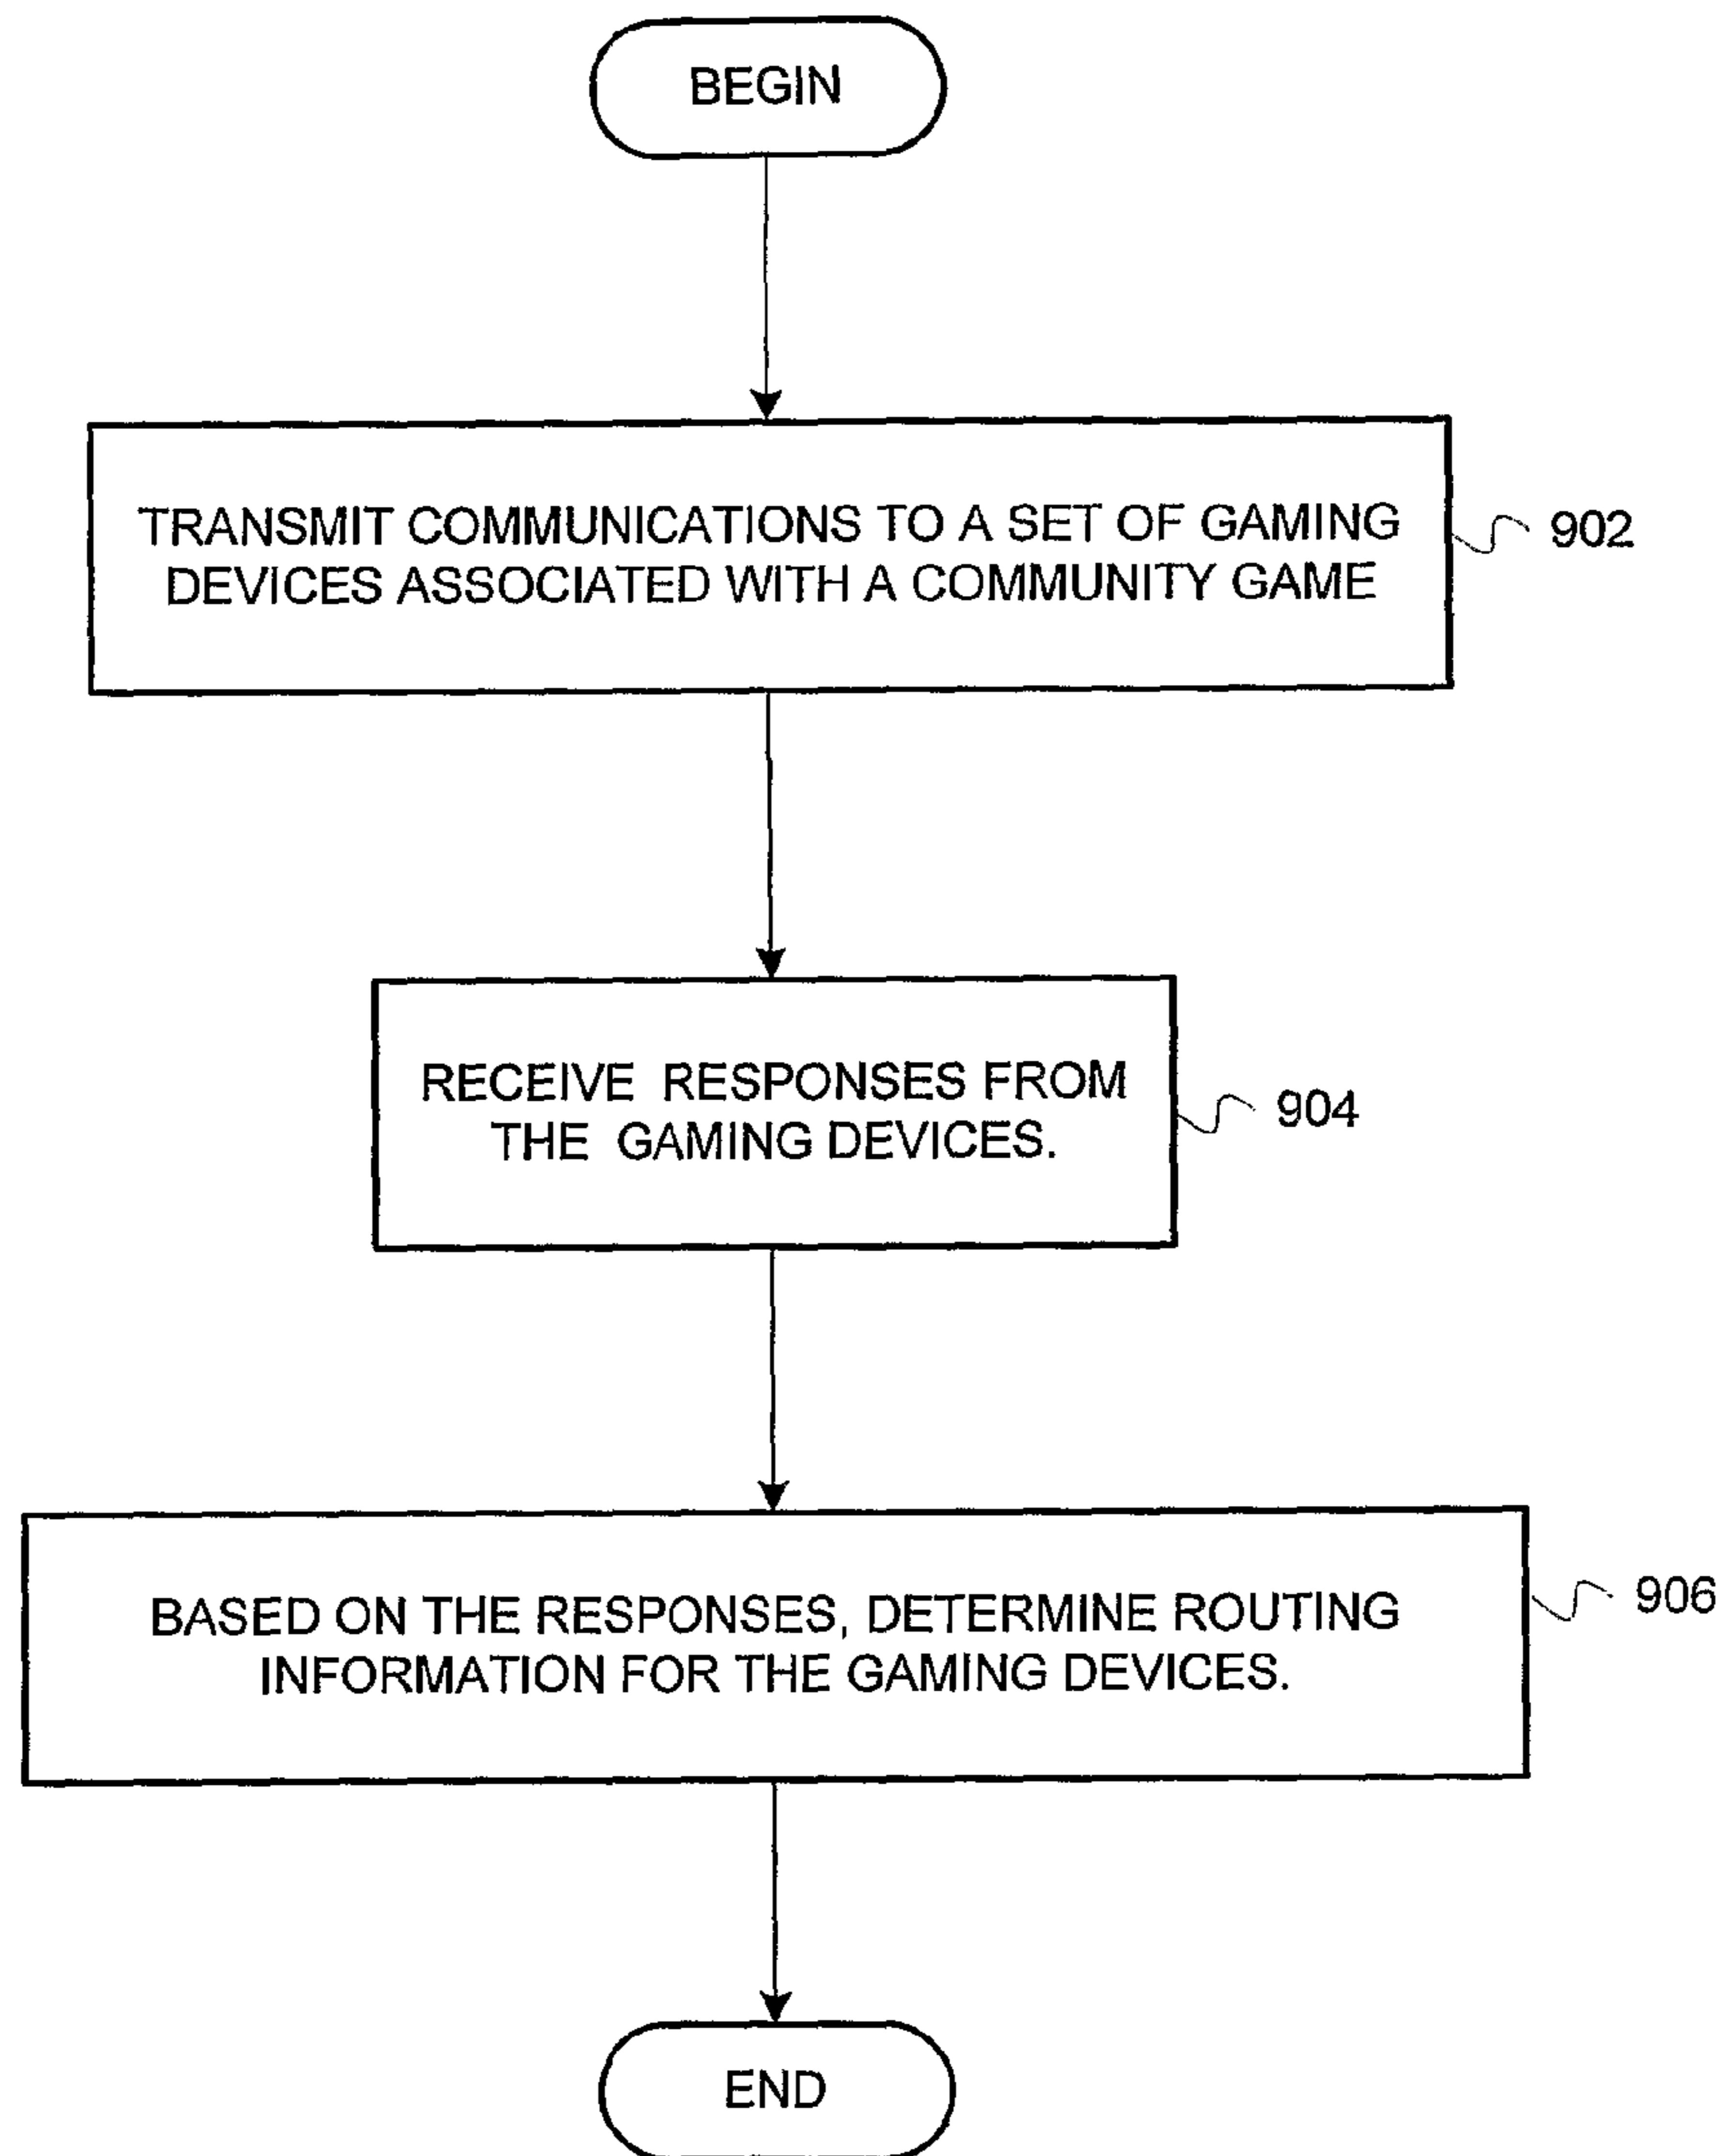 BEGIN
TRANSMIT COMMUNICATIONS TO A SET OF GAMING
DEVICES ASSOCIATED WITH A COMMUNITY GAME
902
RECEIVE RESPONSES FROM
THE GAMING DEVICES.
904
BASED ON THE RESPONSES, DETERMINE ROUTING
INFORMATION FOR THE GAMING DEVICES.
906
END